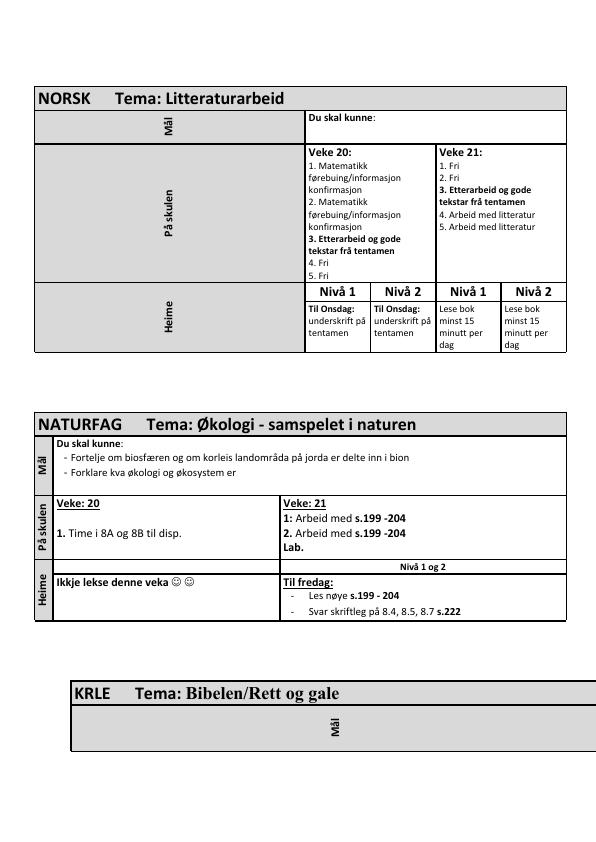 NORSK Tema: Litteraturarbeid
Mål
Du skal kunne:
På skulen
Veke 20:
1. Matematikk
førebuing/informasjon
konfirmasjon
2. Matematikk
førebuing/informasjon
konfirmasjon
3. Etterarbeid og gode
tekstar frå tentamen
4. Fri
5. Fri
Veke 21:
1. Fri
2. Fri
3. Etterarbeid og gode
tekstar frå tentamen
4. Arbeid med litteratur
5. Arbeid med litteratur
Heime
Nivå 1
Nivå 2
Nivå 1
Nivå 2
Til Onsdag:
underskrift på
tentamen
Til Onsdag:
underskrift på
tentamen
Lese bok
minst 15
minutt per
dag
Lese bok
minst 15
minutt per
dag
NATURFAG Tema: Økologi - samspelet i naturen
Mål
Du skal kunne:
- Fortelje om biosfæren og om korleis landområda på jorda er delte inn i bion
- Forklare kva økologi og økosystem er
På skulen
Veke: 20
1. Time i 8A og 8B til disp.
Veke: 21
1: Arbeid med s.199 -204
2. Arbeid med s.199 -204
Lab.
Heime
Nivå 1 og 2
Ikkje lekse denne veka ☺ ☺
Til fredag:
- Les nøye s.199 - 204
- Svar skriftleg på 8.4, 8.5, 8.7 s.222
KRLE Tema: Bibelen/Rett og gale
Mål